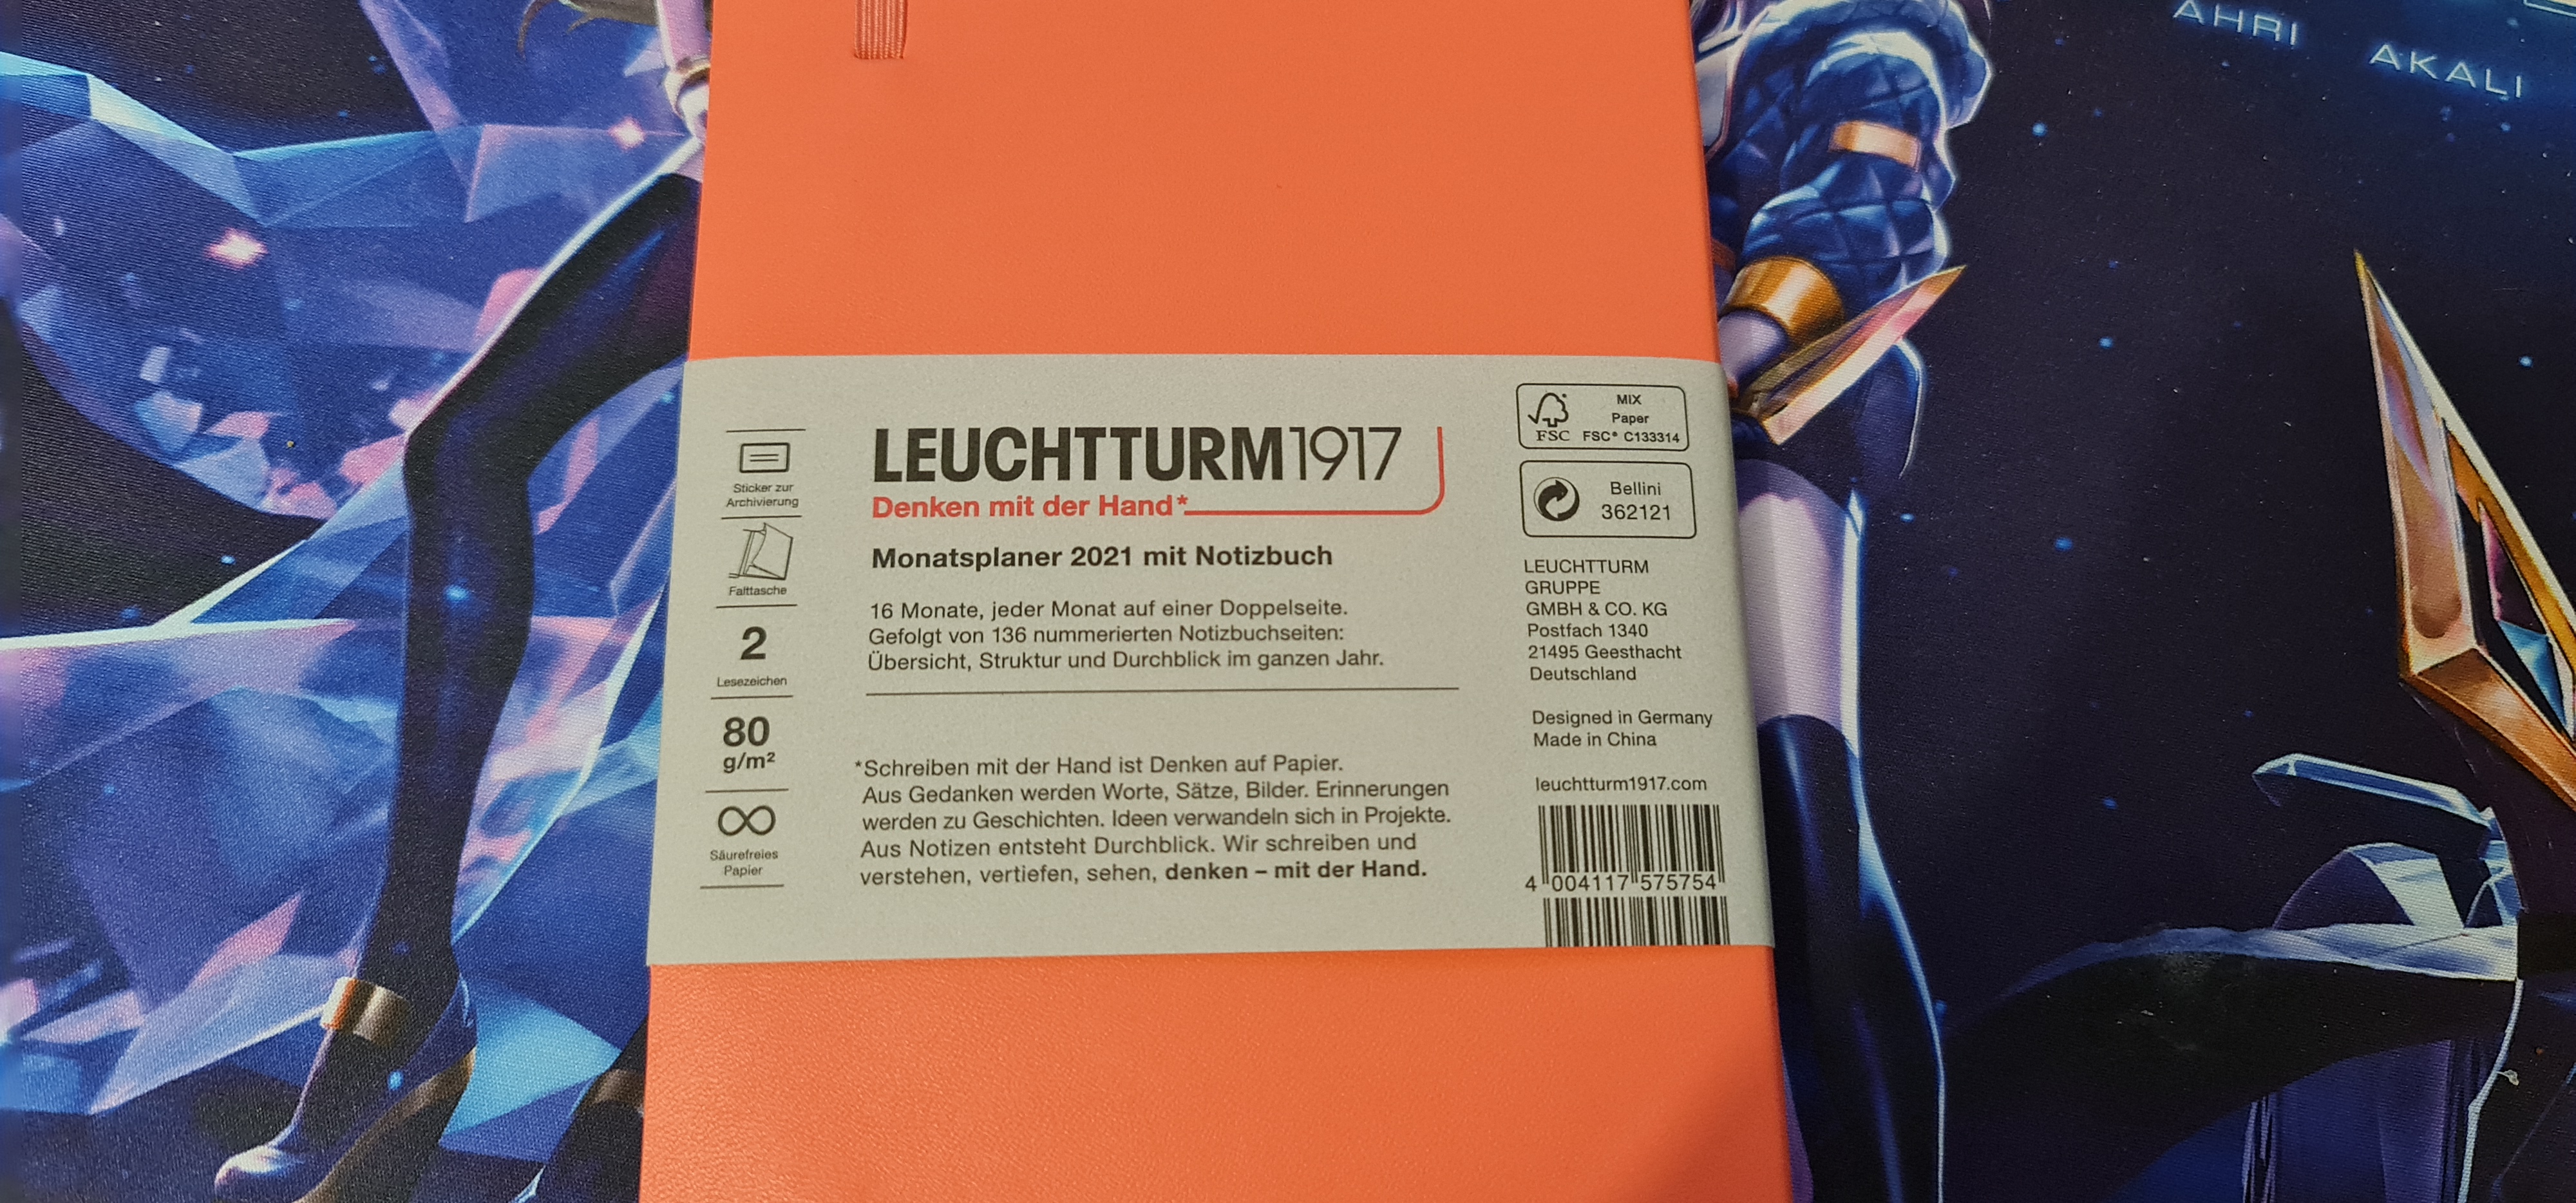 AHRI
AKALI
Sticker zur
Archivierung
Falttasche
2
Lesezeichen
80
g/m²
Säurefreies
Papier
LEUCHTTURM1917
Denken mit der Hand*
Monatsplaner 2021 mit Notizbuch
16 Monate, jeder Monat auf einer Doppelseite.
Gefolgt von 136 nummerierten Notizbuchseiten:
Übersicht, Struktur und Durchblick im ganzen Jahr.
*Schreiben mit der Hand ist Denken auf Papier.
Aus Gedanken werden Worte, Sätze, Bilder. Erinnerungen
werden zu Geschichten. Ideen verwandeln sich in Projekte.
Aus Notizen entsteht Durchblick. Wir schreiben und
verstehen, vertiefen, sehen, denken – mit der Hand.
MIX
Paper
FSC FSC® C133314
Bellini
362121
LEUCHTTURM
GRUPPE
GMBH & CO. KG
Postfach 1340
21495 Geesthacht
Deutschland
Designed in Germany
Made in China
leuchtturm1917.com
4 004117 575754